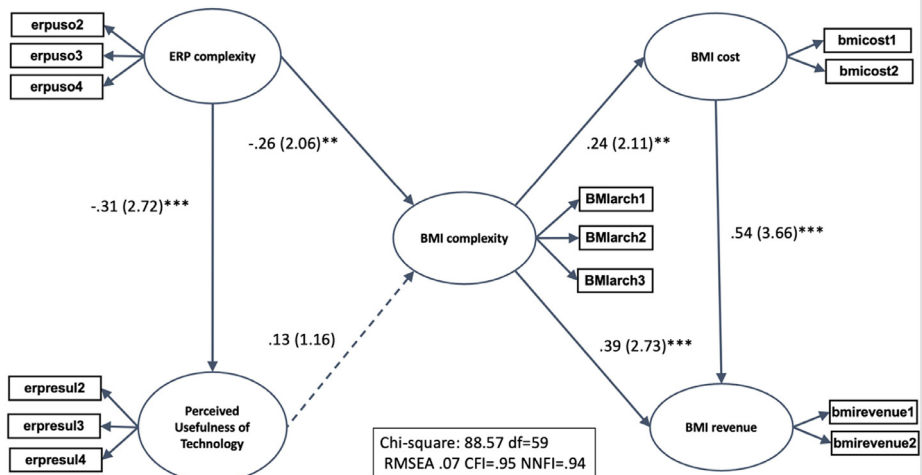 erpuso2
erpuso3
erpuso4
ERP complexity
BMI cost
bmicost1
bmicost2
-.26 (2.06)**
.24 (2.11)**
-.31 (2.72)***
BMIarch1
BMIarch2
BMIarch3
BMI complexity
.54 (3.66)***
.13 (1.16)
.39 (2.73)***
erpresul2
erpresul3
erpresul4
Perceived
Usefulness of
Technology
BMI revenue
bmirevenue1
bmirevenue2
Chi-square: 88.57 df=59
RMSEA .07 CFI=.95 NNFI=.94